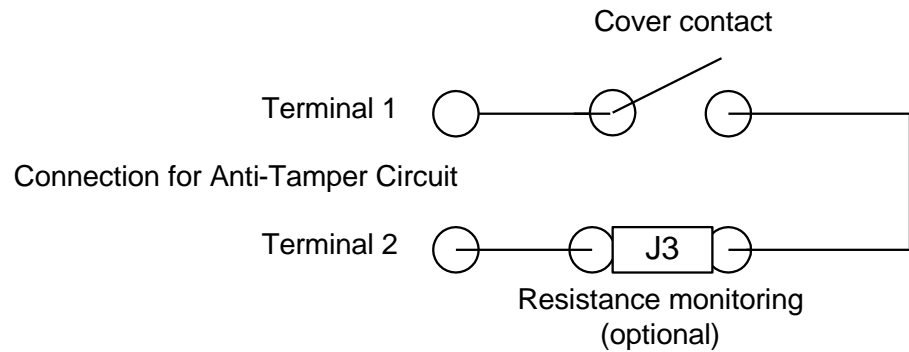 Cover contact
Terminal 1
Connection for Anti-Tamper Circuit
Terminal 2
J3
Resistance monitoring
(optional)